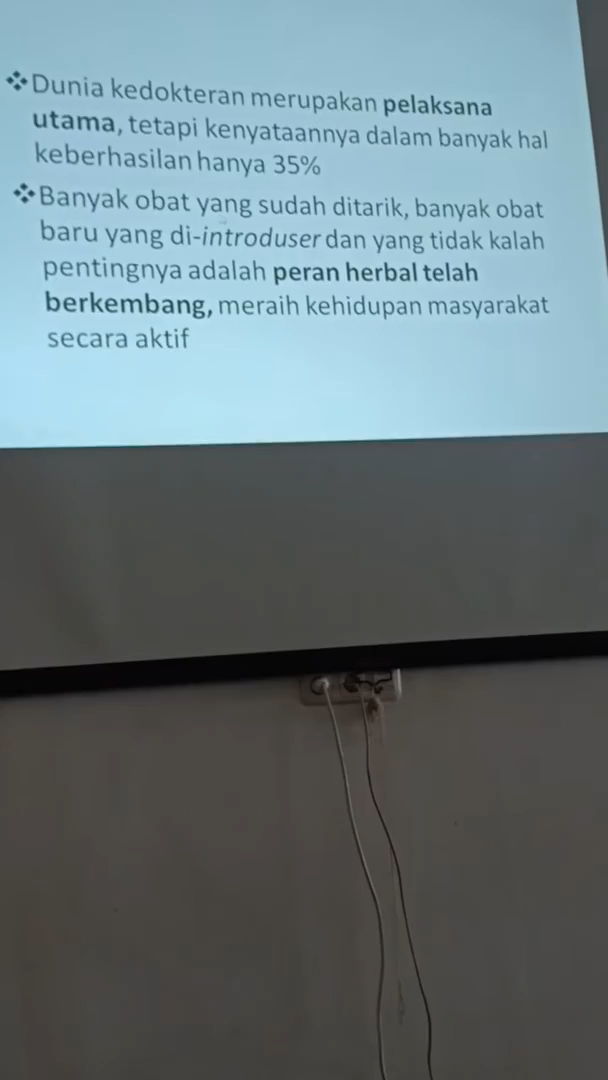 ❖Dunia kedokteran merupakan pelaksana
utama, tetapi kenyataannya dalam banyak hal
keberhasilan hanya 35%
❖Banyak obat yang sudah ditarik, banyak obat
baru yang di-introduser dan yang tidak kalah
pentingnya adalah peran herbal telah
berkembang, meraih kehidupan masyarakat
secara aktif